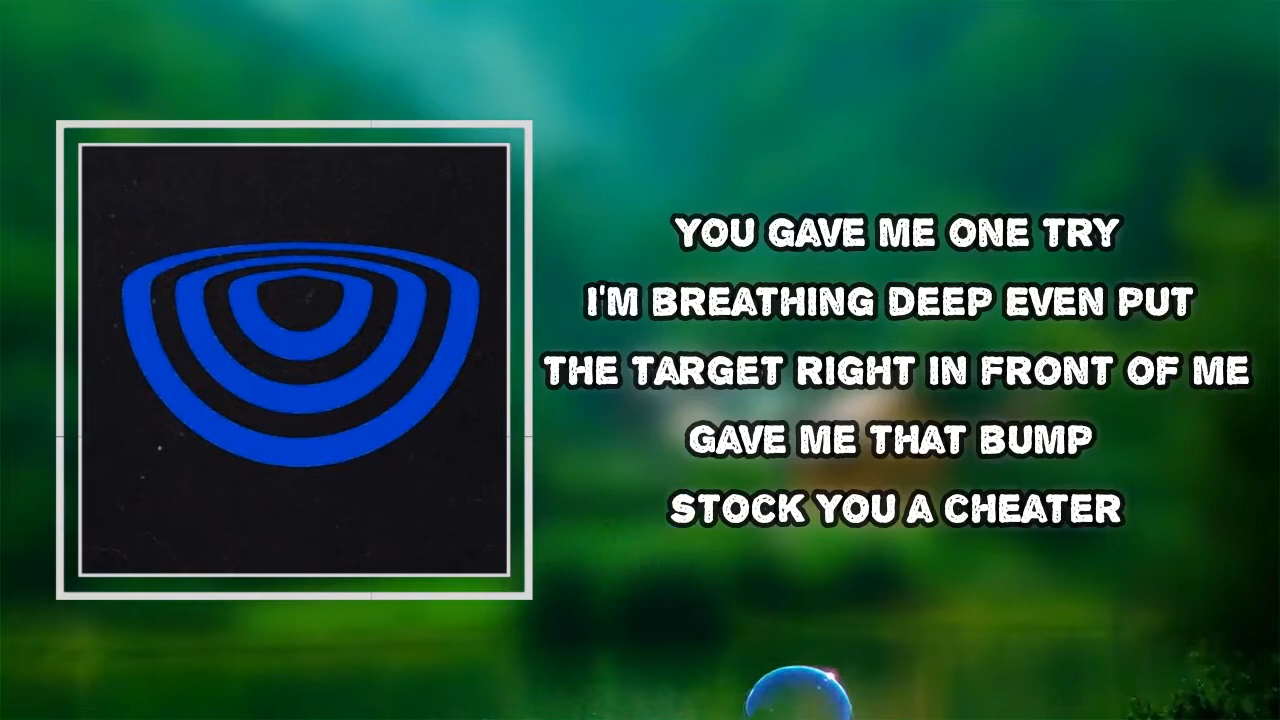 YOU GAVE ME ONE TRY
I'M BREATHING DEEP EVEN PUT
THE TARGET RIGHT IN FRONT OF ME
GAVE ME THAT BUMP
STOCK YOU A CHEATER